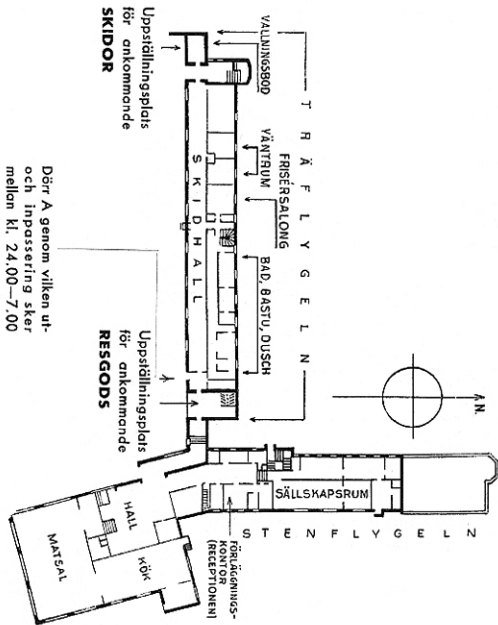 Uppställningsplats
för ankommande
SKIDOR
VALLNINGSBOD
TRÄFLYGELN
VÄNTRUM
FRISÉRSALONG
BAD, BASTU, DUSCH
SKIDHALL
Dörr A genom vilken ut-
och inpassering sker
mellan kl. 24.00—7.00
Uppställningsplats
för ankommande
RESGODS
N.
SÄLLSKAPSRUM
STENFLYGELN
FÖRLÄGGNINGS-
KONTOR
(RECEPTIONEN)
HALL
KÖK
MATSAL